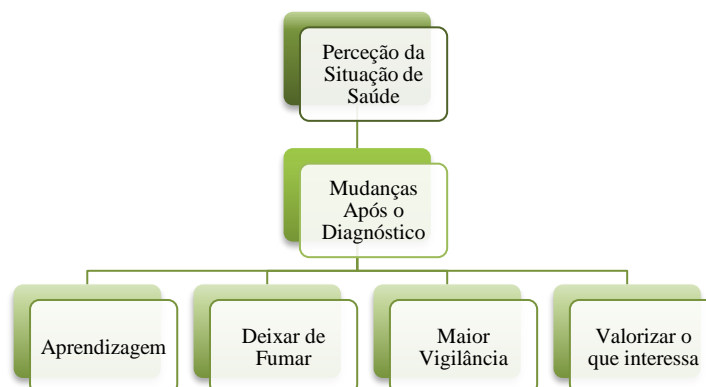 Perceção da
Situação de
Saúde
Mudanças
Após o
Diagnóstico
Aprendizagem
Deixar de
Fumar
Maior
Vigilância
Valorizar o
que interessa